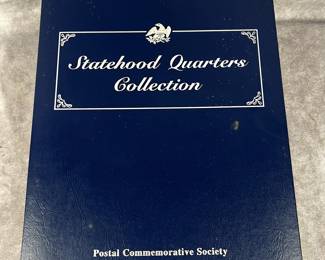 Statehood Quarters
Collection
Postal Commemorative Society